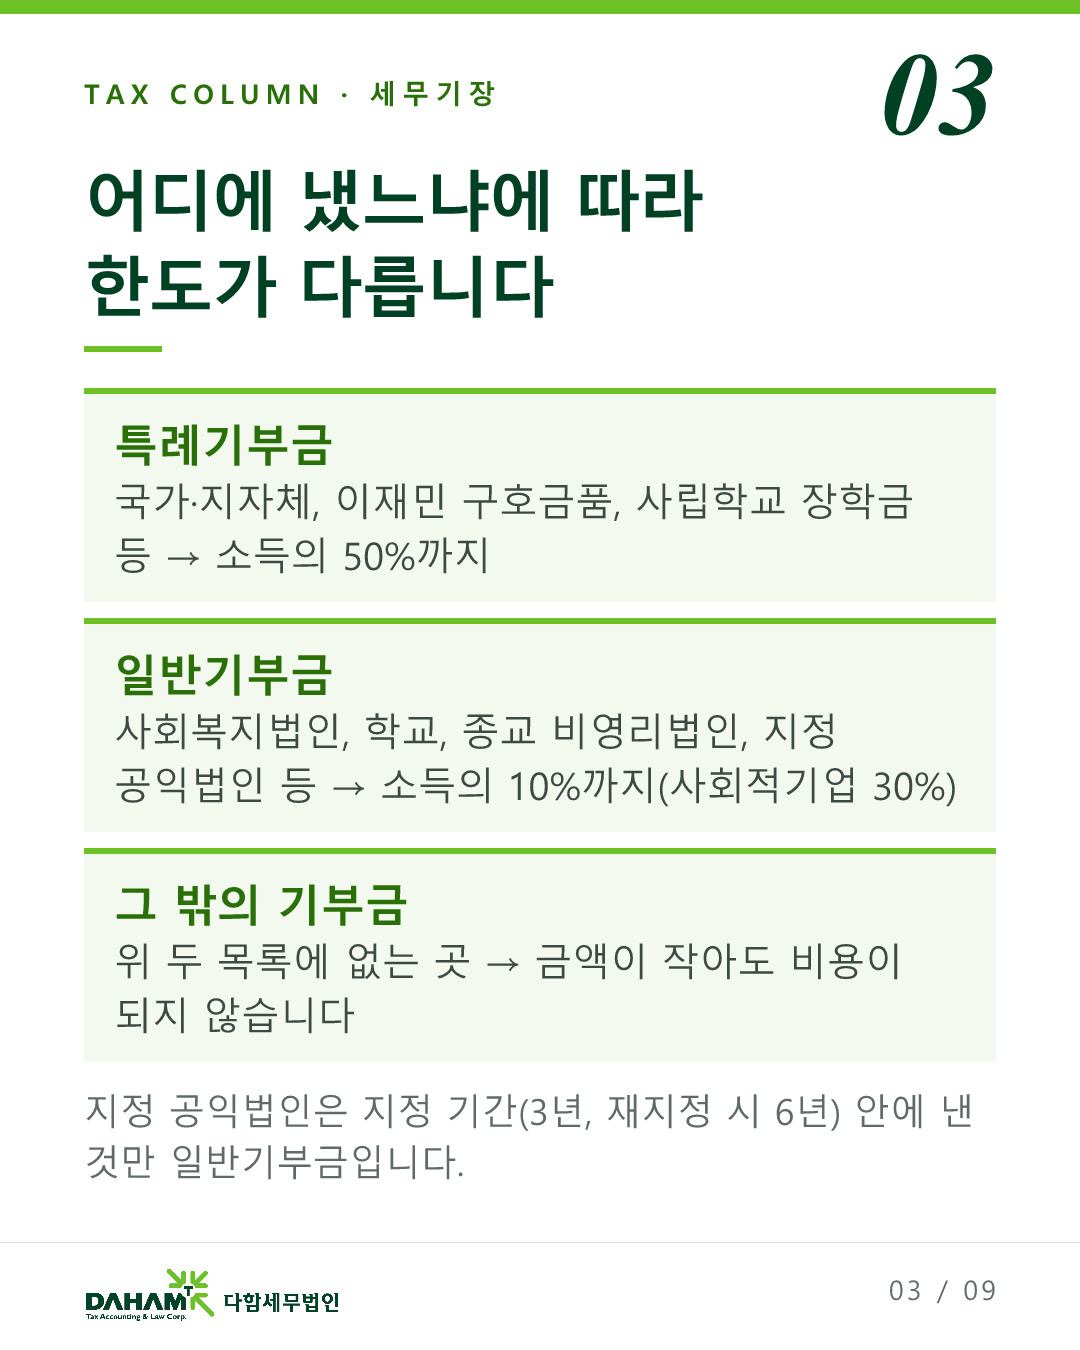 TAX COLUMN · 세무기장
03
어디에 냈느냐에 따라
한도가 다릅니다
특례기부금
국가·지자체, 이재민 구호금품, 사립학교 장학금
등 → 소득의 50%까지
일반기부금
사회복지법인, 학교, 종교 비영리법인, 지정
공익법인 등 → 소득의 10%까지(사회적기업 30%)
그 밖의 기부금
위 두 목록에 없는 곳 → 금액이 작아도 비용이
되지 않습니다
지정 공익법인은 지정 기간(3년, 재지정 시 6년) 안에 낸
것만 일반기부금입니다.
DAHAM T 다함세무법인
Tax Accounting & Law Corp.
03 / 09